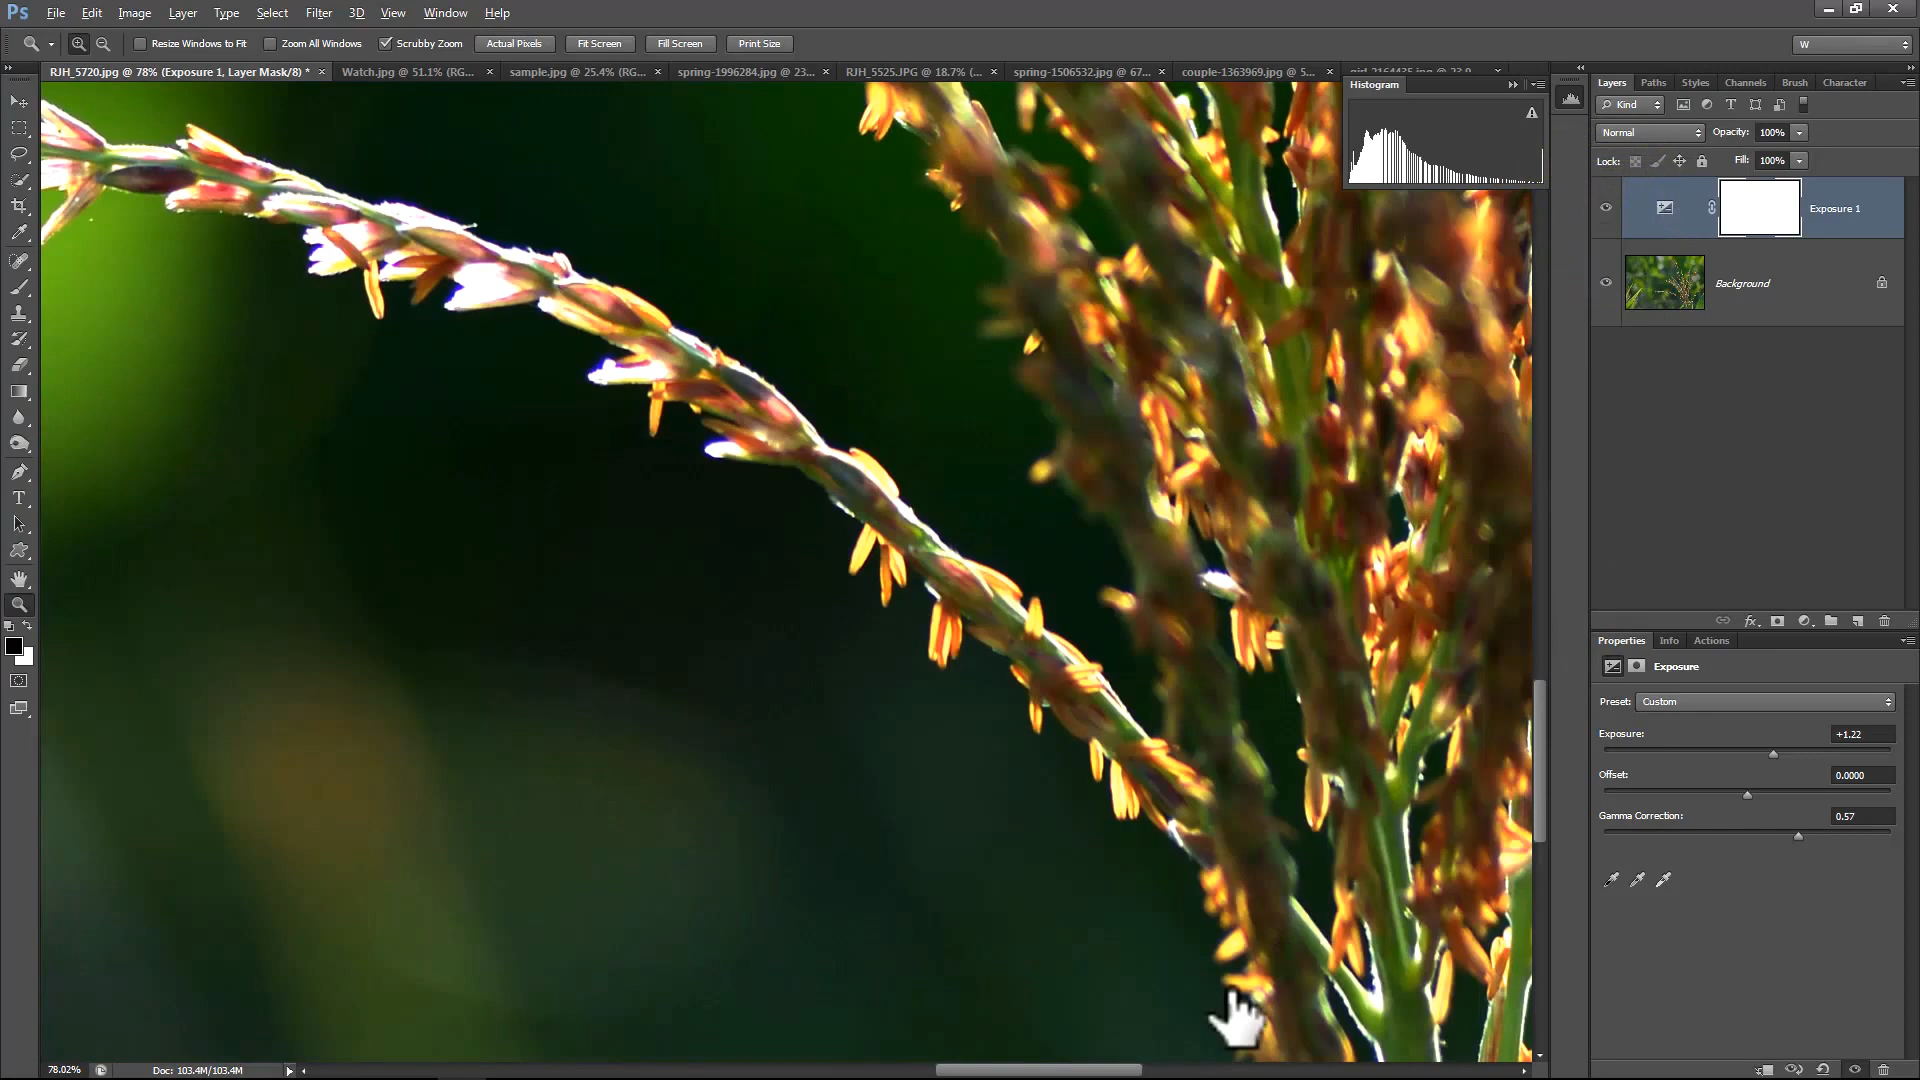 Ps File Edit Image Layer Type Select Filter 3D View Window Help
Resize Windows to Fit Zoom All Windows Scrubby Zoom Actual Pixels Fit Screen Fill Screen Print Size W
RJH_5720.jpg @ 78% (Exposure 1, Layer Mask/8) * × Watch.jpg @ 51.1% (RG... × sample.jpg @ 25.4% (RG... × spring-1996284.jpg @ 23... × RJH_5525.JPG @ 18.7% (... × spring-1506532.jpg @ 67... × couple-1363969.jpg @ 5... ×
Histogram
Layers Paths Styles Channels Brush Character
Kind
Normal Opacity: 100%
Lock: Fill: 100%
Exposure 1
Background
Properties Info Actions
Exposure
Preset: Custom
Exposure: +1.22
Offset: 0.0000
Gamma Correction: 0.57
78.02% Doc: 103.4M/103.4M